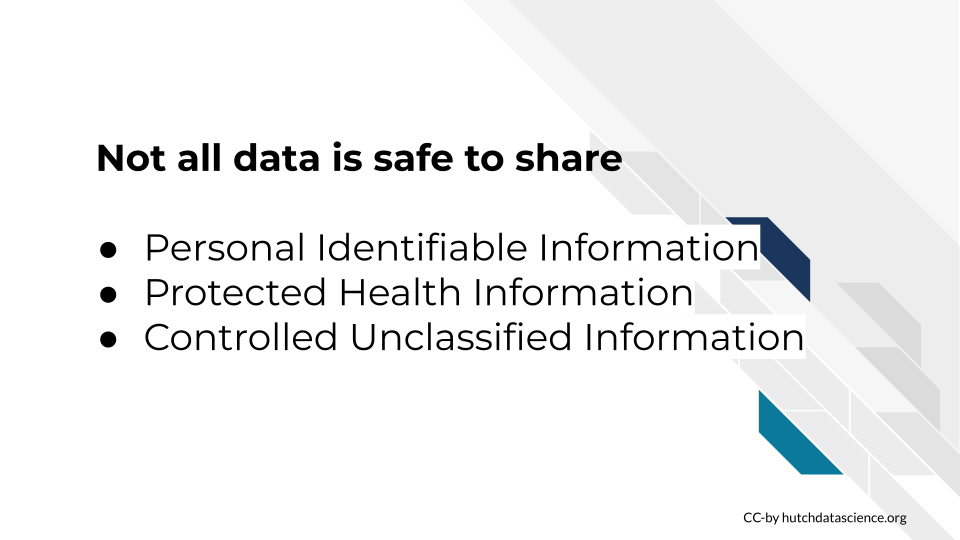 Not all data is safe to share
● Personal Identifiable Information
● Protected Health Information
● Controlled Unclassified Information
CC-by hutchdatascience.org